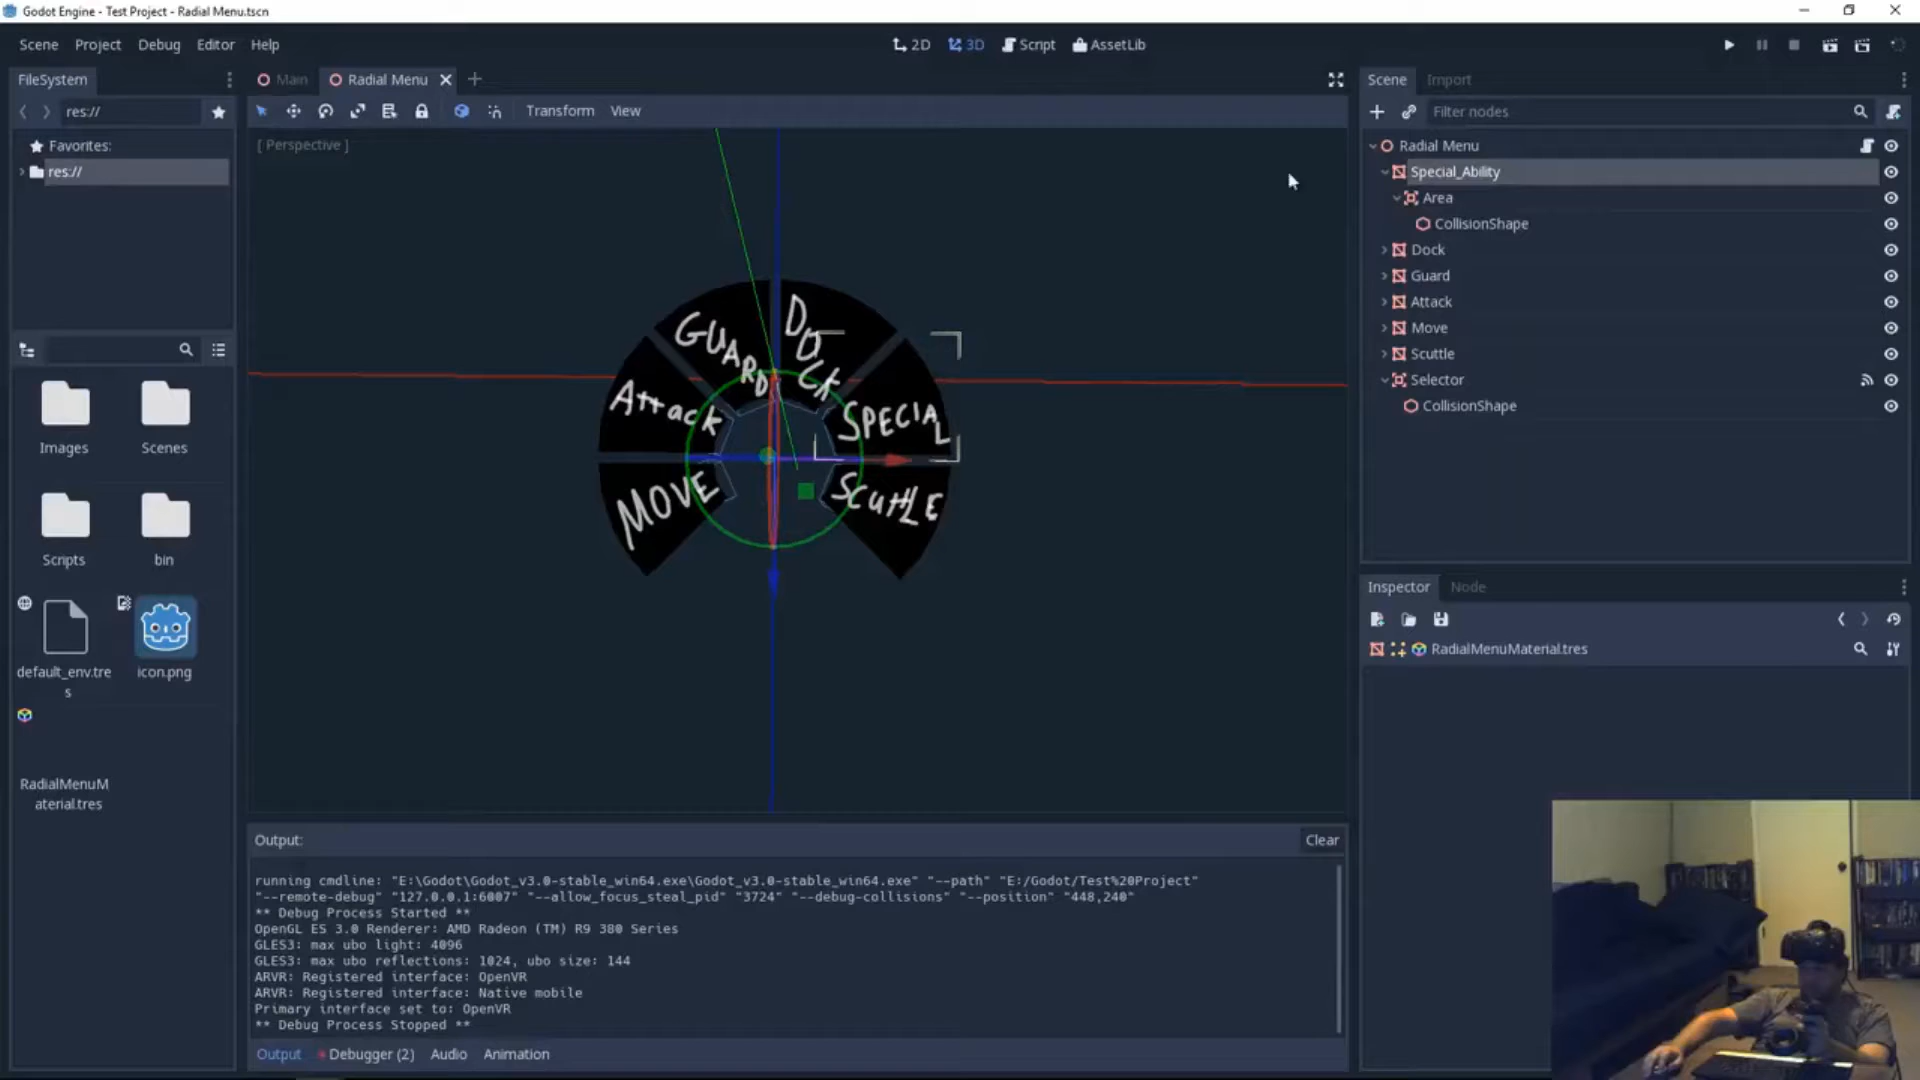 Godot Engine - Test Project - Radial Menu.tscn
Scene Project Debug Editor Help
2D 3D Script AssetLib
FileSystem
res://
Favorites:
res://
Images
Scenes
Scripts
bin
default_env.tre
s
icon.png
RadialMenuM
aterial.tres
Main
Radial Menu
Transform View
[ Perspective ]
MOVE
Attack
GUARD
DOCK
SPECIAL
SCUTTLE
Output:
Clear
running cmdline: "E:\Godot\Godot_v3.0-stable_win64.exe\Godot_v3.0-stable_win64.exe" "--path" "E:/Godot/Test%20Project"
"--remote-debug" "127.0.0.1:6007" "--allow_focus_steal_pid" "3724" "--debug-collisions" "--position" "448,240"
** Debug Process Started **
OpenGL ES 3.0 Renderer: AMD Radeon (TM) R9 380 Series
GLES3: max ubo light: 4096
GLES3: max ubo reflections: 1024, ubo size: 144
ARVR: Registered interface: OpenVR
ARVR: Registered interface: Native mobile
Primary interface set to: OpenVR
** Debug Process Stopped **
Output Debugger (2) Audio Animation
Scene Import
Filter nodes
Radial Menu
Special_Ability
Area
CollisionShape
Dock
Guard
Attack
Move
Scuttle
Selector
CollisionShape
Inspector Node
RadialMenuMaterial.tres